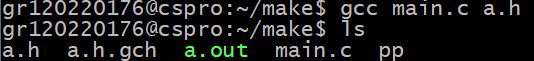 gr120220176@cspro:~/make$ gcc main.c a.h
gr120220176@cspro:~/make$ ls
a.h  a.h.gch  a.out  main.c  pp